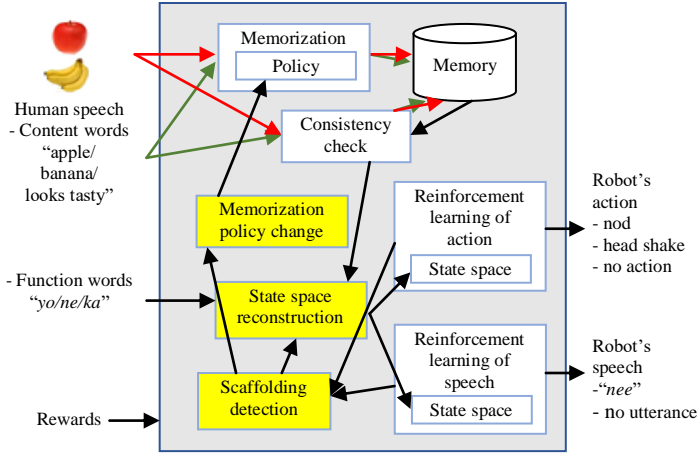 Memorization
Policy
Memory
Human speech
- Content words
“apple/
banana/
looks tasty”
Consistency
check
Memorization
policy change
Reinforcement
learning of
action
State space
Robot’s
action
- nod
- head shake
- no action
- Function words
“yo/ne/ka”
State space
reconstruction
Reinforcement
learning of
speech
State space
Robot’s
speech
-“nee”
- no utterance
Scaffolding
detection
Rewards